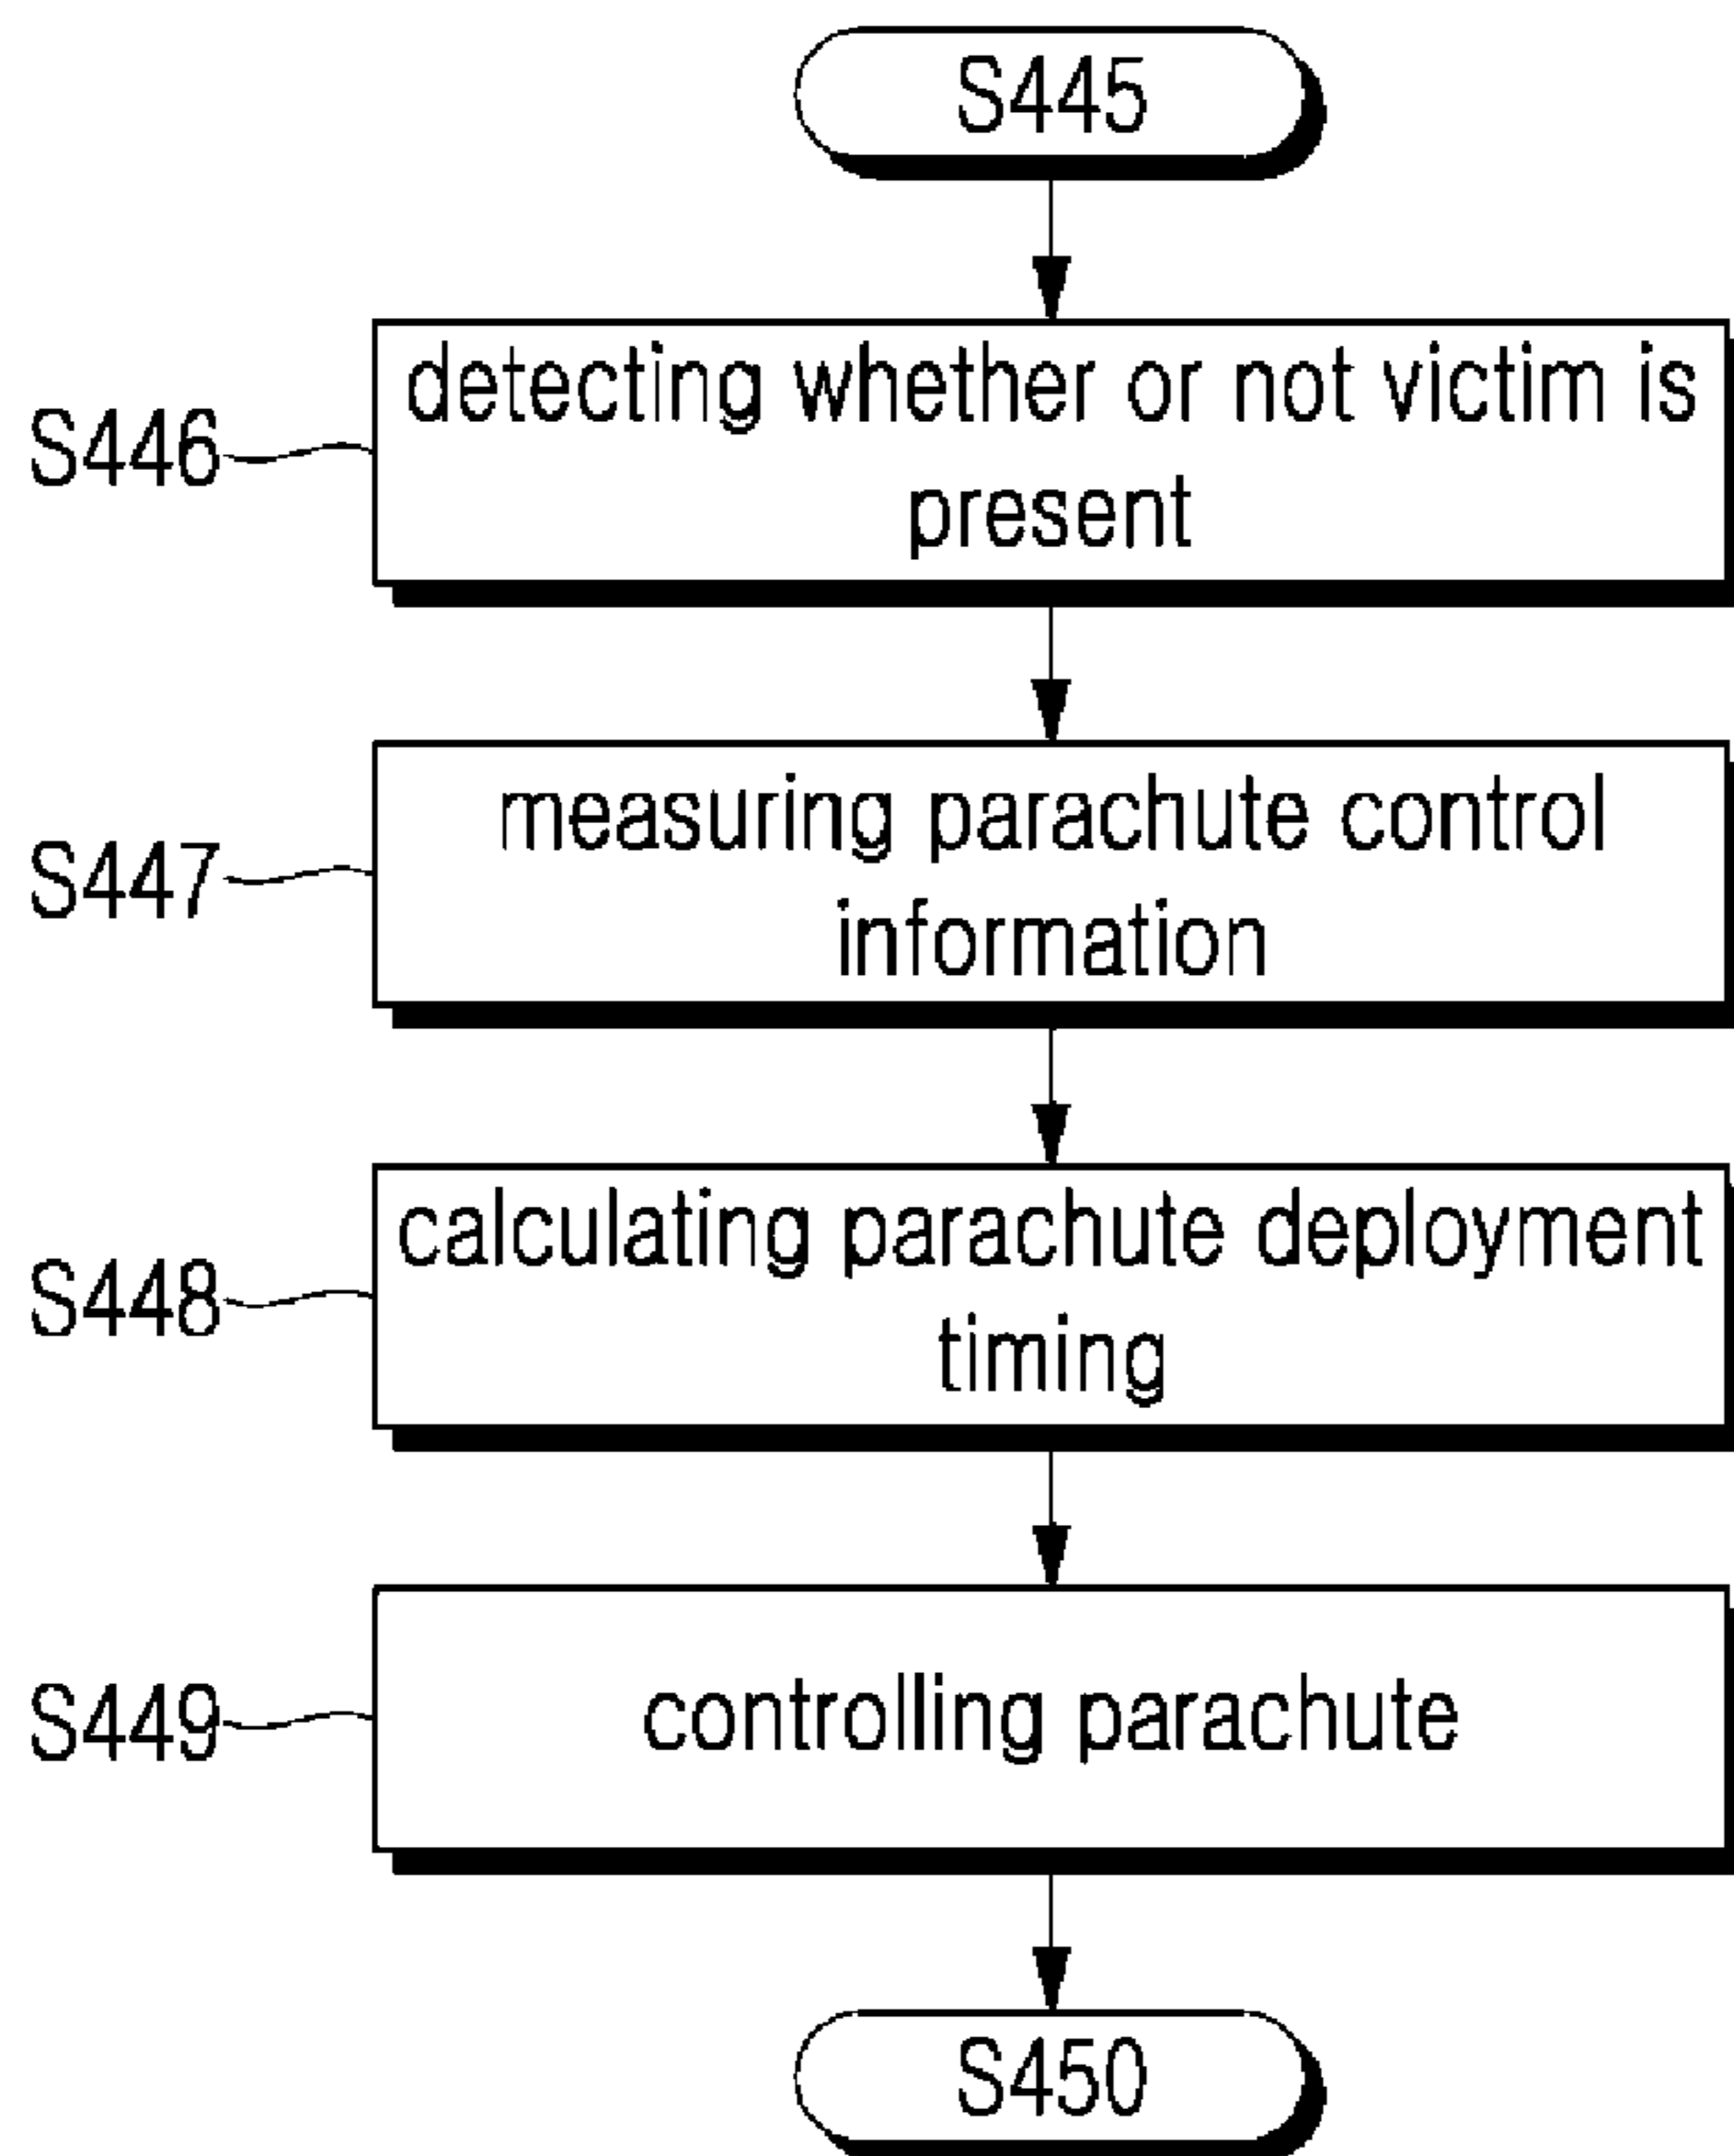 S445
S446
detecting whether or not victim is
present
S447
measuring parachute control
information
S448
calculating parachute deployment
timing
S449
controlling parachute
S450